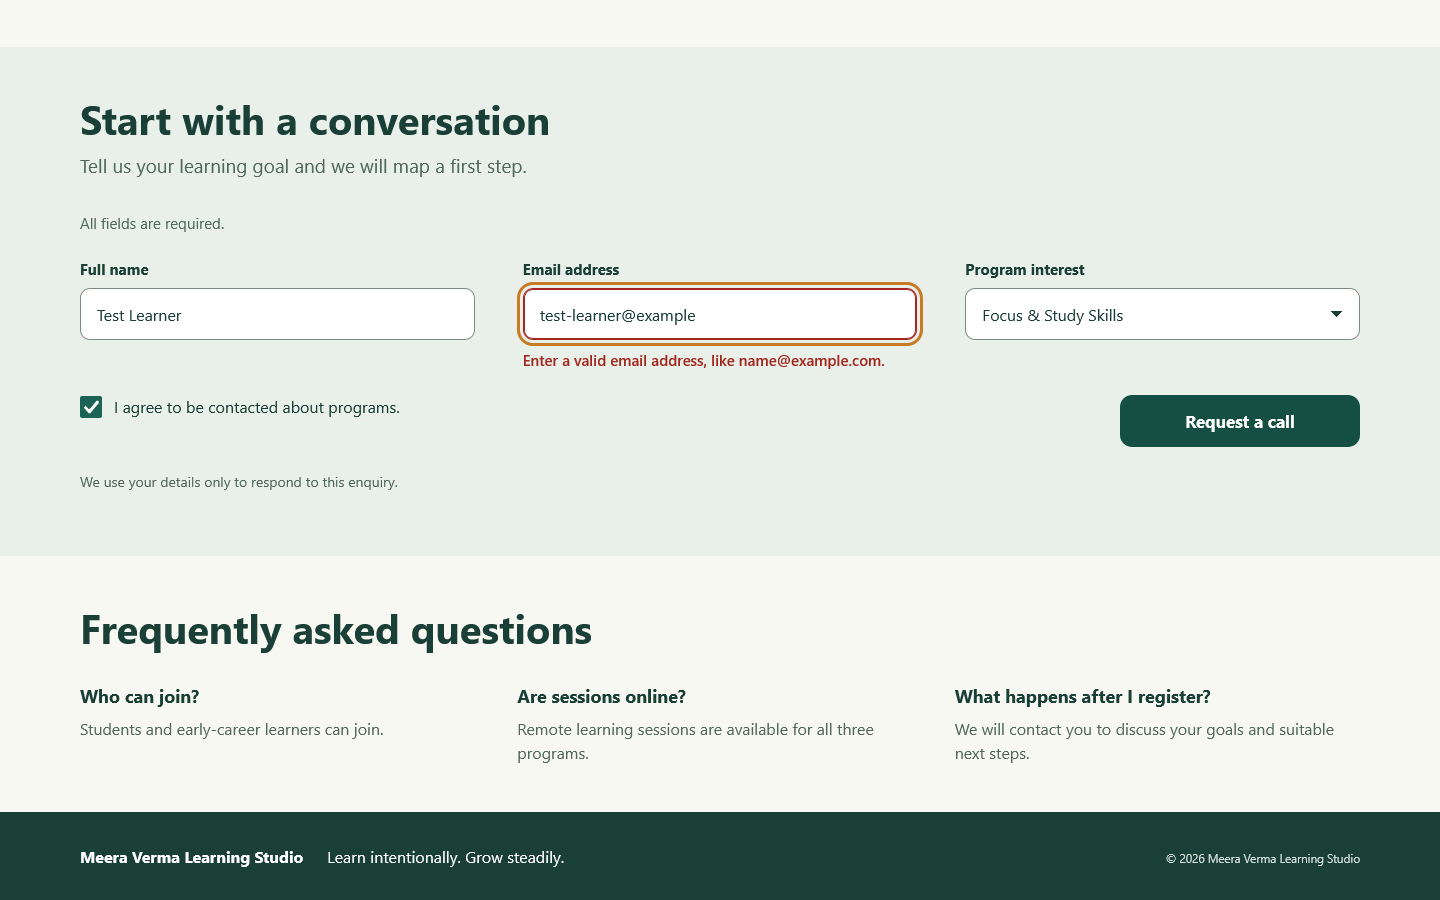 Start with a conversation
Tell us your learning goal and we will map a first step.
All fields are required.
Full name
Email address
Program interest
Test Learner
test-learner@example
Focus & Study Skills
Enter a valid email address, like name@example.com.
I agree to be contacted about programs.
Request a call
We use your details only to respond to this enquiry.
Frequently asked questions
Who can join?
Students and early-career learners can join.
Are sessions online?
Remote learning sessions are available for all three
programs.
What happens after I register?
We will contact you to discuss your goals and suitable
next steps.
Meera Verma Learning Studio
Learn intentionally. Grow steadily.
© 2026 Meera Verma Learning Studio